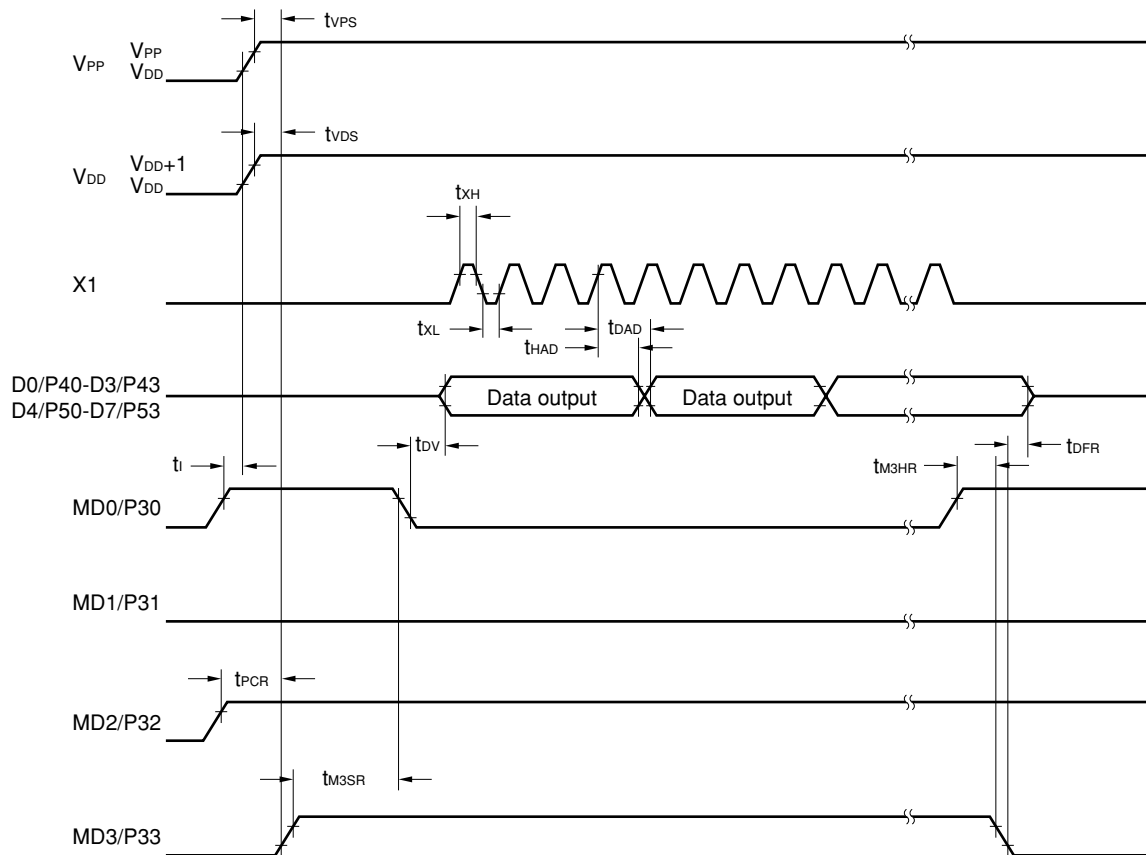 tVPS
VPP
VPP
VDD
tVDS
VDD
VDD+1
VDD
tXH
X1
tXL
tDAD
tHAD
D0/P40-D3/P43
D4/P50-D7/P53
Data output
Data output
tDV
tDFR
tI
tM3HR
MD0/P30
MD1/P31
tPCR
MD2/P32
tM3SR
MD3/P33